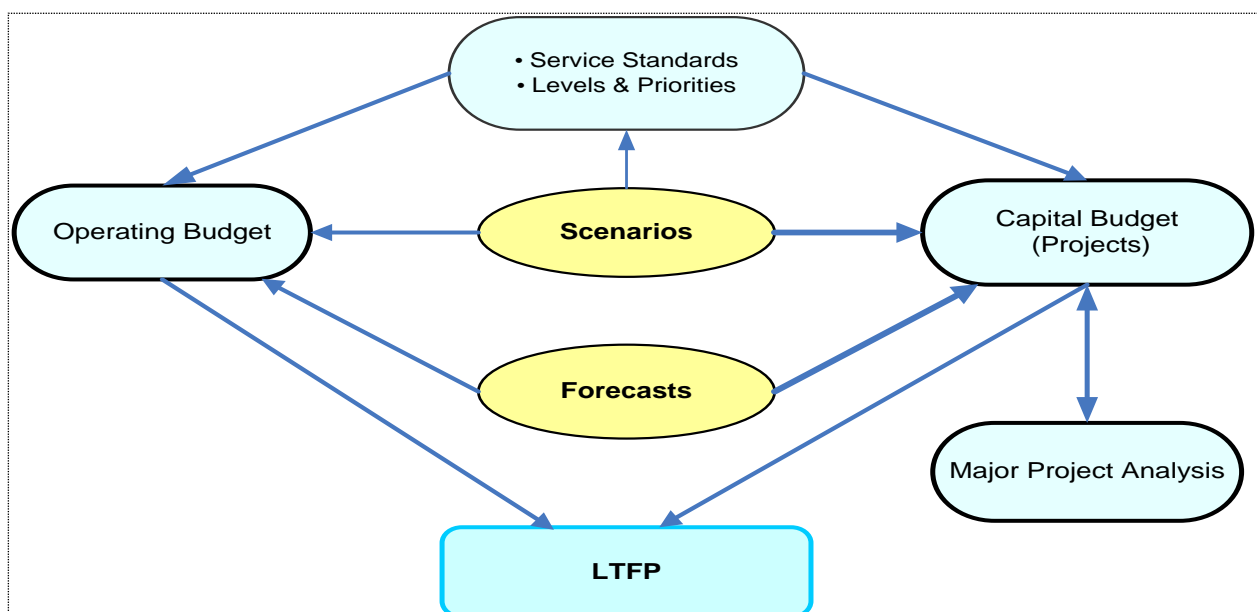 • Service Standards
• Levels & Priorities
Operating Budget
Scenarios
Capital Budget
(Projects)
Forecasts
Major Project Analysis
LTFP